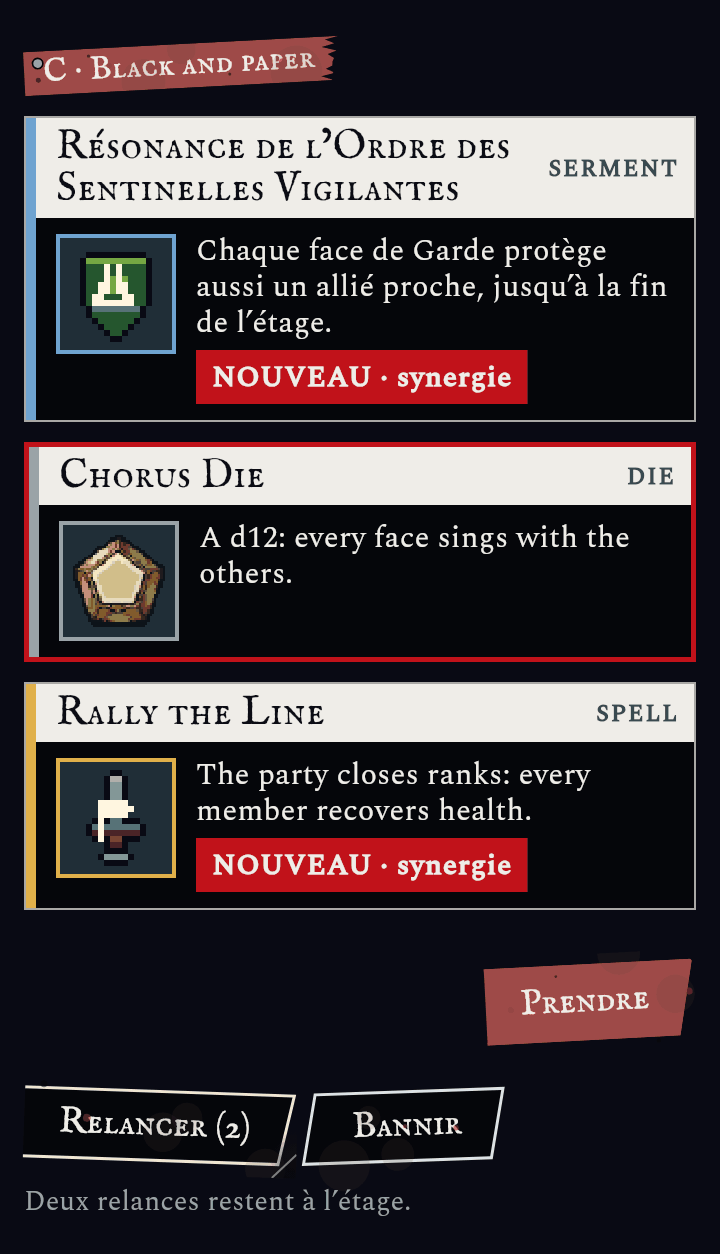 C · Black and paper
Résonance de l'Ordre des
Sentinelles Vigilantes
SERMENT
Chaque face de Garde protège
aussi un allié proche, jusqu'à la fin
de l'étage.
NOUVEAU · synergie
Chorus Die
DIE
A d12: every face sings with the
others.
Rally the Line
SPELL
The party closes ranks: every
member recovers health.
NOUVEAU · synergie
Prendre
Relancer (2)
Bannir
Deux relances restent à l'étage.